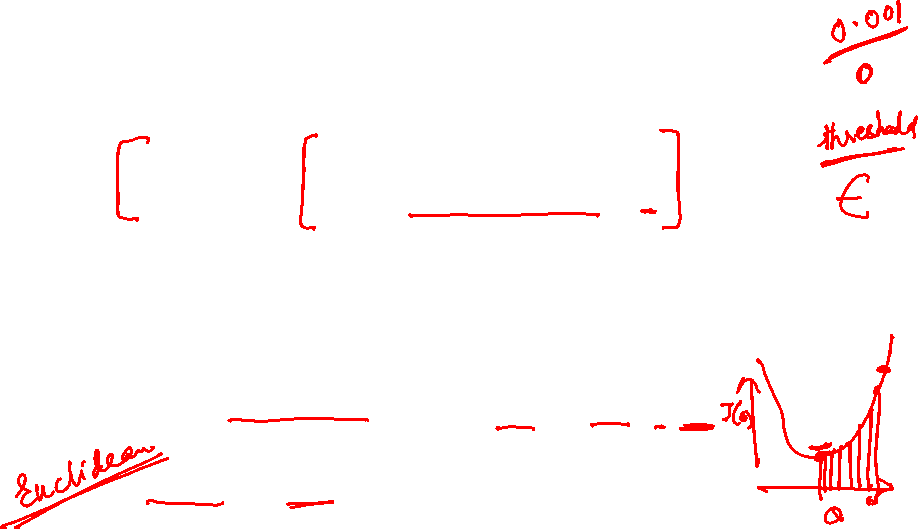 0.001
0
threshold
ϵ
J(θ)
Euclidean
θ